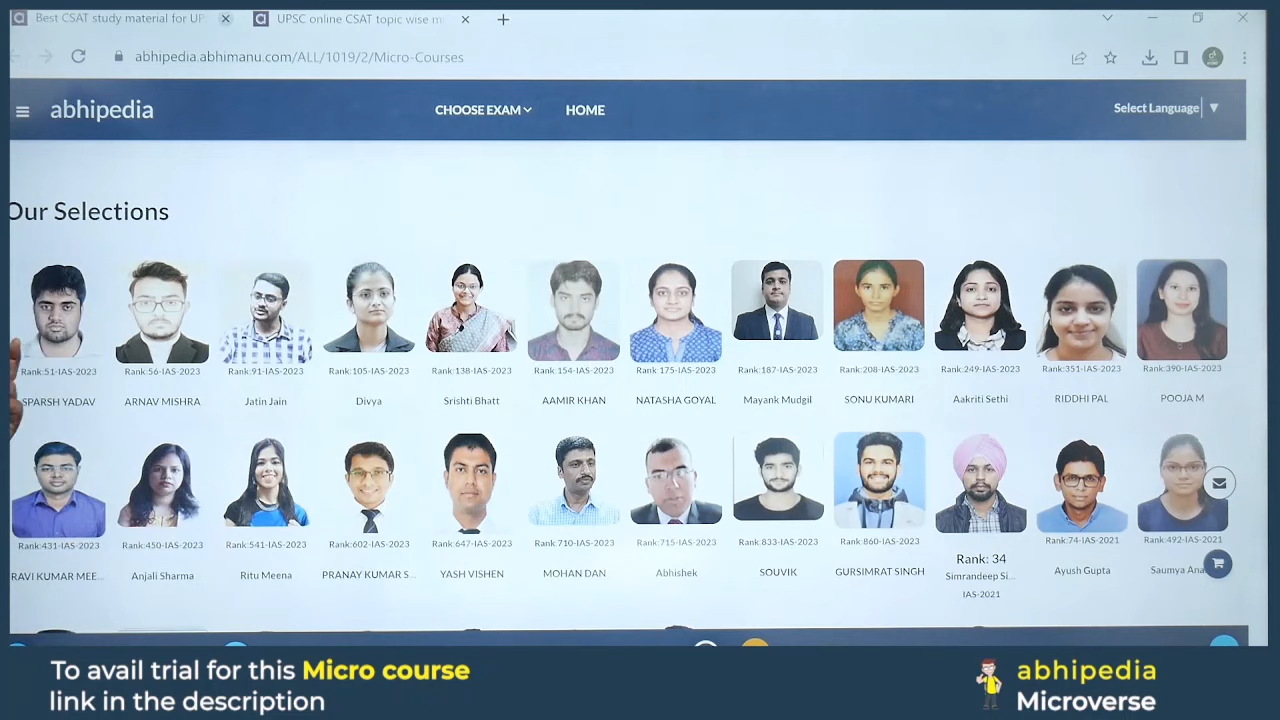 Best CSAT study material for UP
UPSC online CSAT topic wise m
abhipedia.abhimanu.com/ALL/1019/2/Micro-Courses
abhipedia
CHOOSE EXAM
HOME
Select Language
Our Selections
Rank:51-IAS-2023
Rank:56-IAS-2023
Rank:91-IAS-2023
Rank:105-IAS-2023
Rank:138-IAS-2023
Rank:154-IAS-2023
Rank:175-IAS-2023
Rank:187-IAS-2023
Rank:208-IAS-2023
Rank:249-IAS-2023
Rank:351-IAS-2023
Rank:390-IAS-2023
SPARSH YADAV
ARNAV MISHRA
Jatin Jain
Divya
Srishti Bhatt
AAMIR KHAN
NATASHA GOYAL
Mayank Mudgil
SONU KUMARI
Aakriti Sethi
RIDDHI PAL
POOJA M
Rank:431-IAS-2023
Rank:450-IAS-2023
Rank:541-IAS-2023
Rank:602-IAS-2023
Rank:647-IAS-2023
Rank:710-IAS-2023
Rank:715-IAS-2023
Rank:833-IAS-2023
Rank:860-IAS-2023
Rank: 34
Rank:74-IAS-2021
Rank:492-IAS-2021
RAVI KUMAR MEE...
Anjali Sharma
Ritu Meena
PRANAY KUMAR S...
YASH VISHEN
MOHAN DAN
Abhishek
SOUVIK
GURSIMRAT SINGH
Simrandeep Si...
IAS-2021
Ayush Gupta
Saumya Ana
To avail trial for this Micro course
link in the description
abhipedia
Microverse